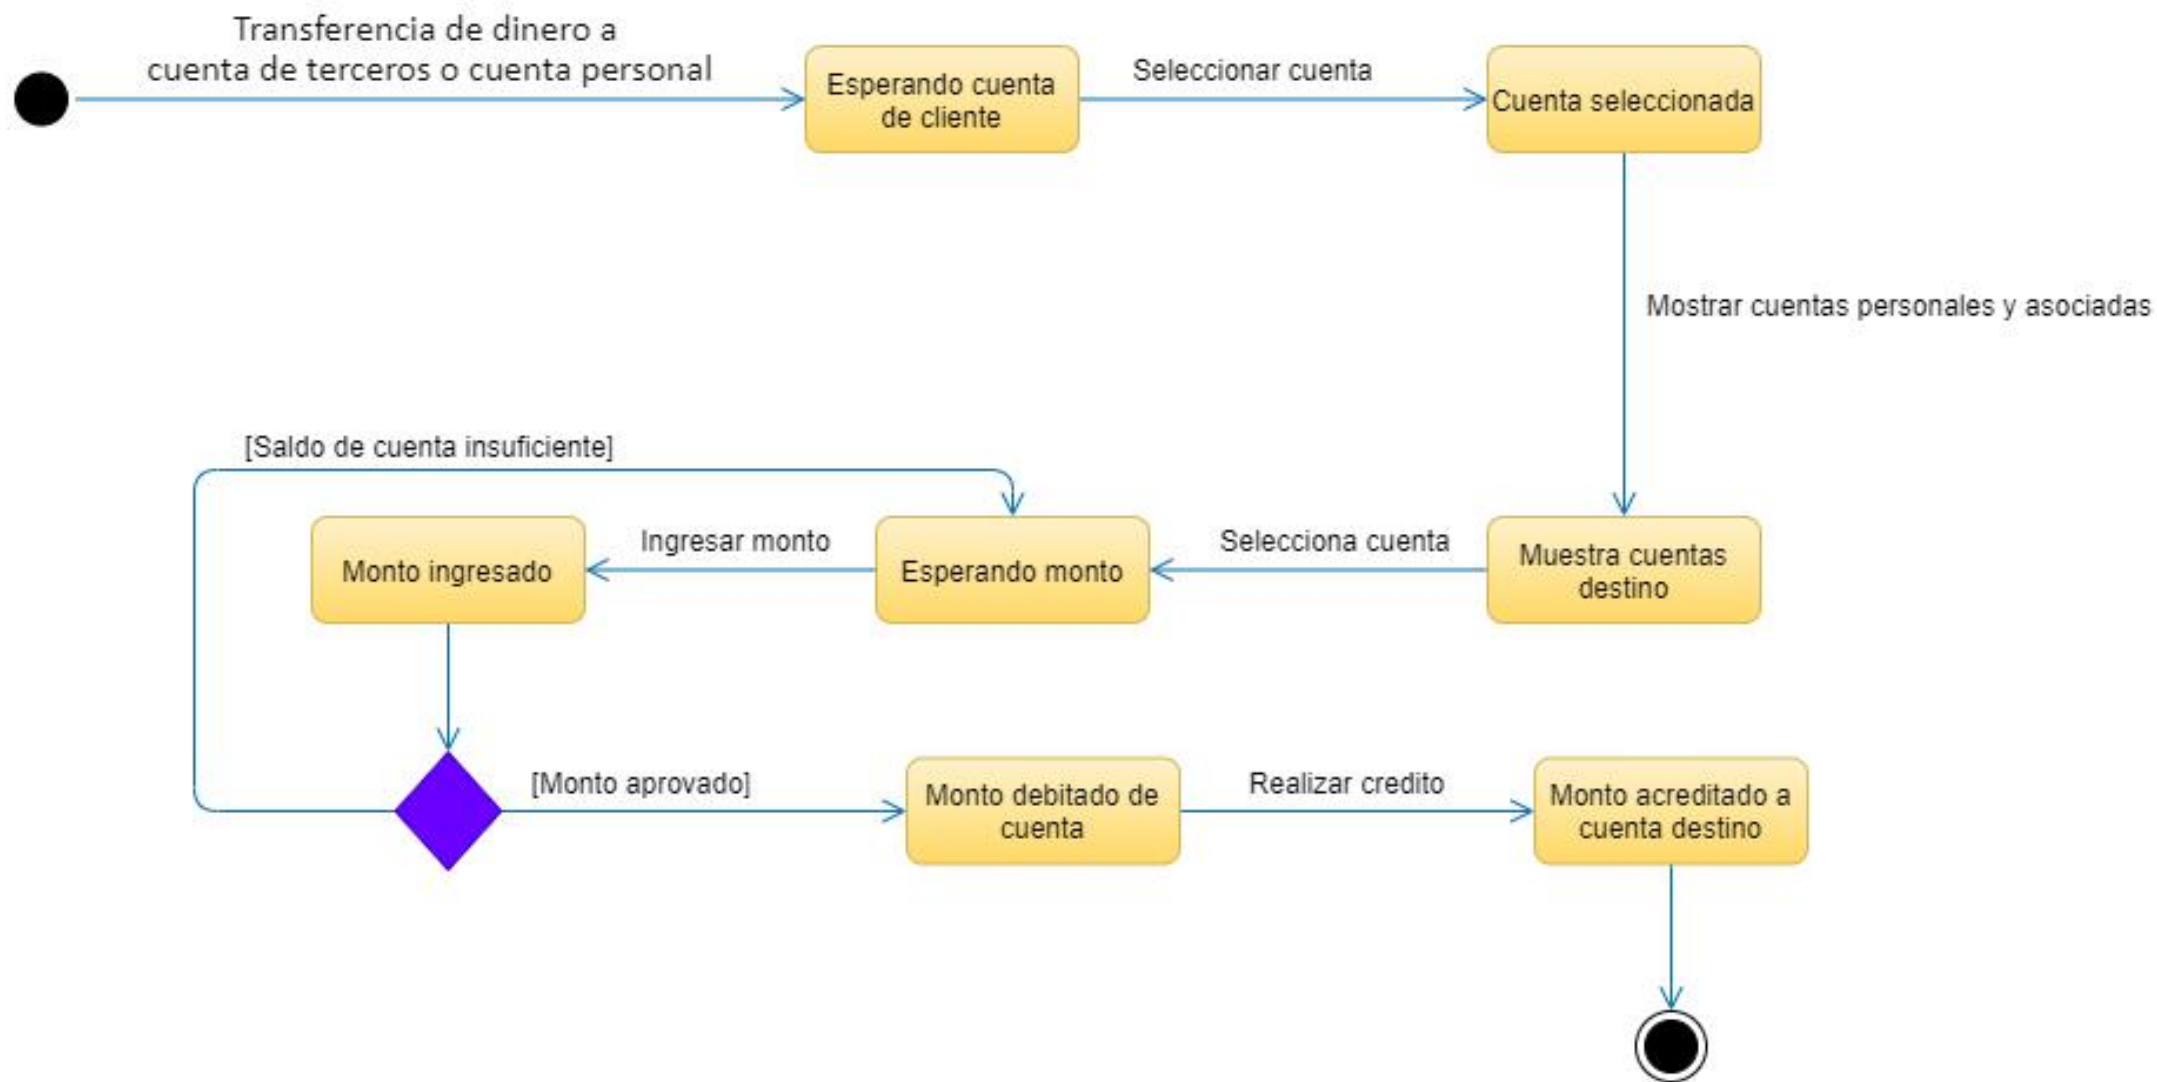 Transferencia de dinero a
cuenta de terceros o cuenta personal
Esperando cuenta
de cliente
Seleccionar cuenta
Cuenta seleccionada
Mostrar cuentas personales y asociadas
[Saldo de cuenta insuficiente]
Monto ingresado
Ingresar monto
Esperando monto
Selecciona cuenta
Muestra cuentas
destino
[Monto aprovado]
Monto debitado de
cuenta
Realizar credito
Monto acreditado a
cuenta destino